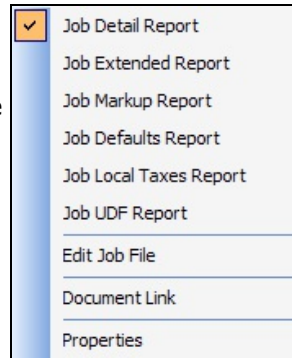 Job Detail Report
Job Extended Report
Job Markup Report
Job Defaults Report
Job Local Taxes Report
Job UDF Report
Edit Job File
Document Link
Properties